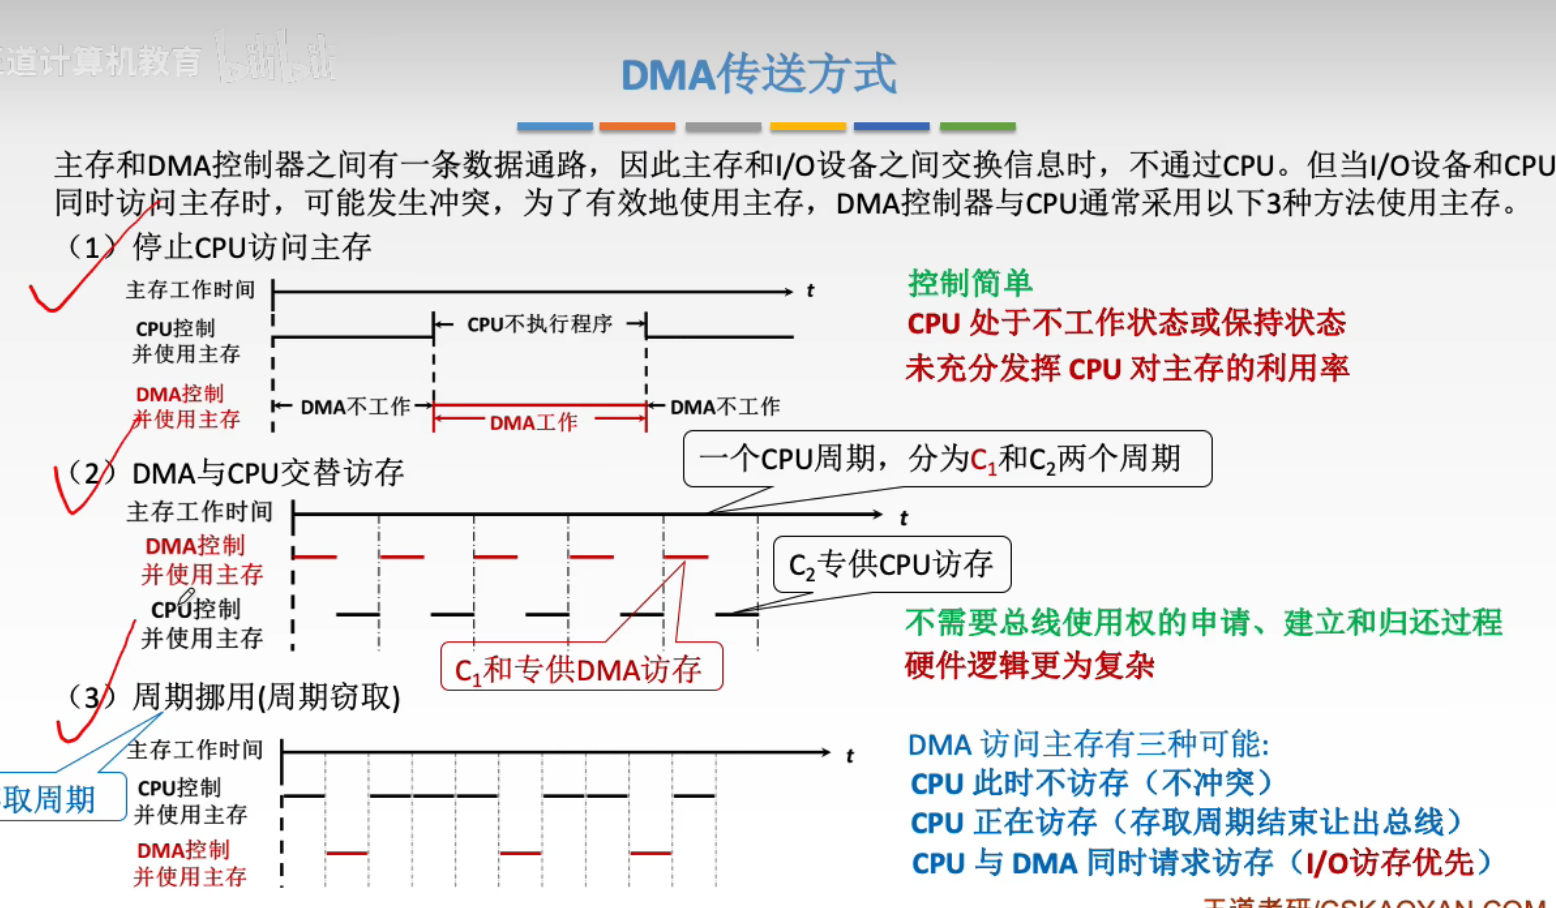 道计算机教育 bilibili
DMA传送方式
主存和DMA控制器之间有一条数据通路，因此主存和I/O设备之间交换信息时，不通过CPU。但当I/O设备和CPU
同时访问主存时，可能发生冲突，为了有效地使用主存，DMA控制器与CPU通常采用以下3种方法使用主存。
（1）停止CPU访问主存
主存工作时间
t
CPU控制
并使用主存
CPU不执行程序
DMA控制
并使用主存
DMA不工作
DMA工作
DMA不工作
控制简单
CPU 处于不工作状态或保持状态
未充分发挥 CPU 对主存的利用率
（2）DMA与CPU交替访存
一个CPU周期，分为C1和C2两个周期
主存工作时间
t
DMA控制
并使用主存
C2专供CPU访存
CPU控制
并使用主存
C1和专供DMA访存
不需要总线使用权的申请、建立和归还过程
硬件逻辑更为复杂
（3）周期挪用(周期窃取)
主存工作时间
t
取周期
CPU控制
并使用主存
DMA控制
并使用主存
DMA 访问主存有三种可能:
CPU 此时不访存（不冲突）
CPU 正在访存（存取周期结束让出总线）
CPU 与 DMA 同时请求访存（I/O访存优先）
王道考研/CSKAOYAN.COM